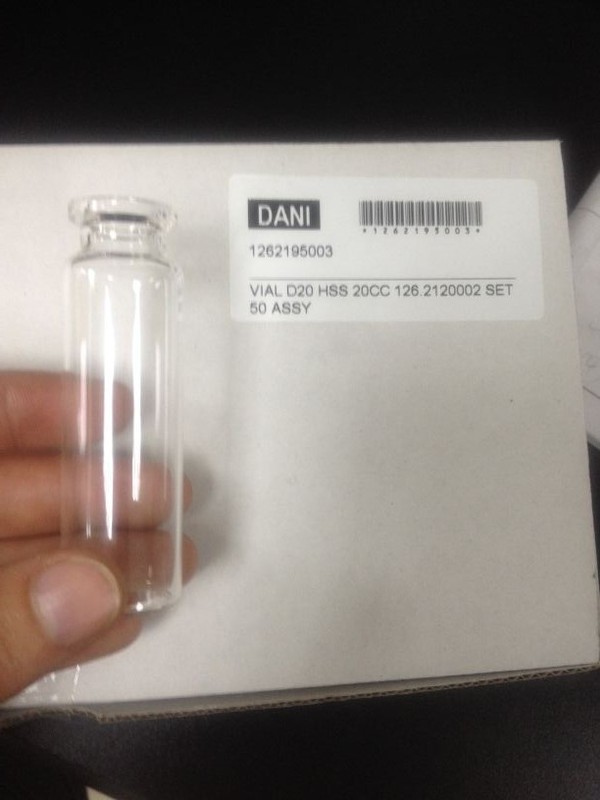 DANI
*1262195003*
1262195003
VIAL D20 HSS 20CC 126.2120002 SET
50 ASSY